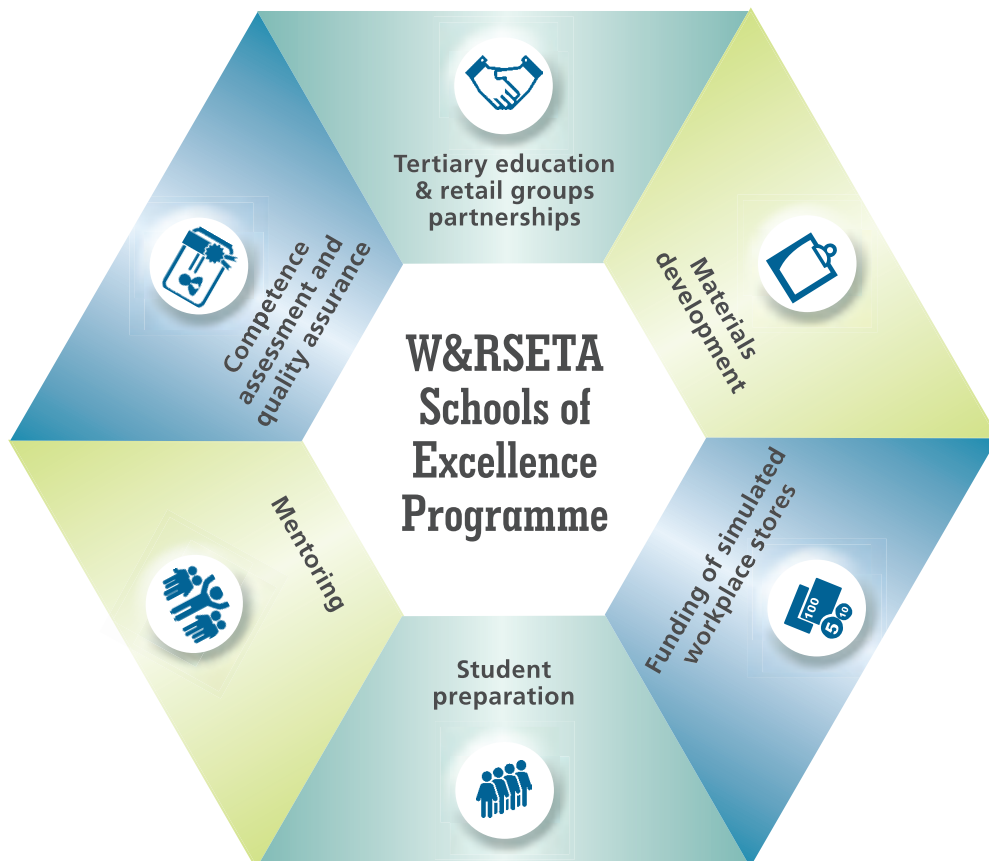 Tertiary education
& retail groups
partnerships
Materials
development
Funding of simulated
workplace stores
100
5
10
Student
preparation
Mentoring
Competence
assessment and
quality assurance
W&RSETA
Schools of
Excellence
Programme